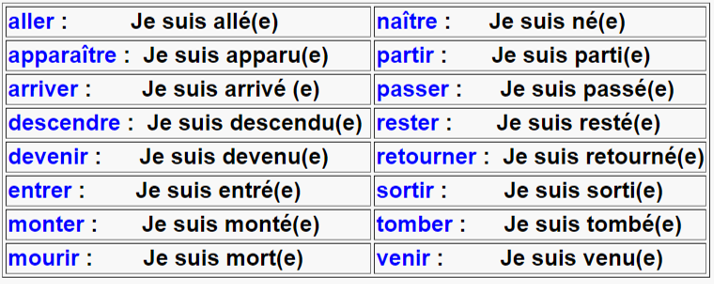 aller : Je suis allé(e)
apparaître : Je suis apparu(e)
arriver : Je suis arrivé (e)
descendre : Je suis descendu(e)
devenir : Je suis devenu(e)
entrer : Je suis entré(e)
monter : Je suis monté(e)
mourir : Je suis mort(e)
naître : Je suis né(e)
partir : Je suis parti(e)
passer : Je suis passé(e)
rester : Je suis resté(e)
retourner : Je suis retourné(e)
sortir : Je suis sorti(e)
tomber : Je suis tombé(e)
venir : Je suis venu(e)